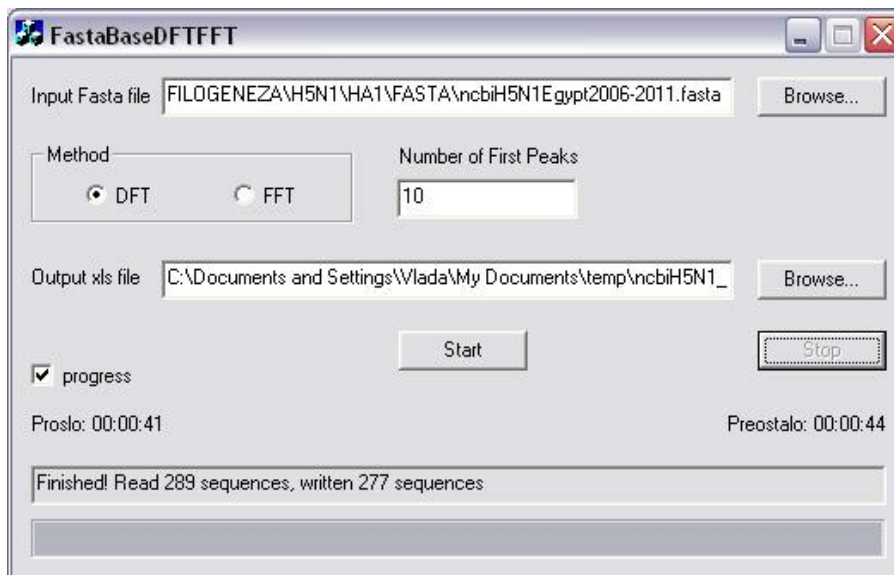 FastaBaseDFTFFT
Input Fasta file FILOGENEZA\H5N1\HA1\FASTA\ncbiH5N1Egypt2006-2011.fasta Browse...
Method
Number of First Peaks
DFT FFT 10
Output xls file C:\Documents and Settings\Vlada\My Documents\temp\ncbiH5N1_ Browse...
Start Stop
progress
Proslo: 00:00:41 Preostalo: 00:00:44
Finished! Read 289 sequences, written 277 sequences